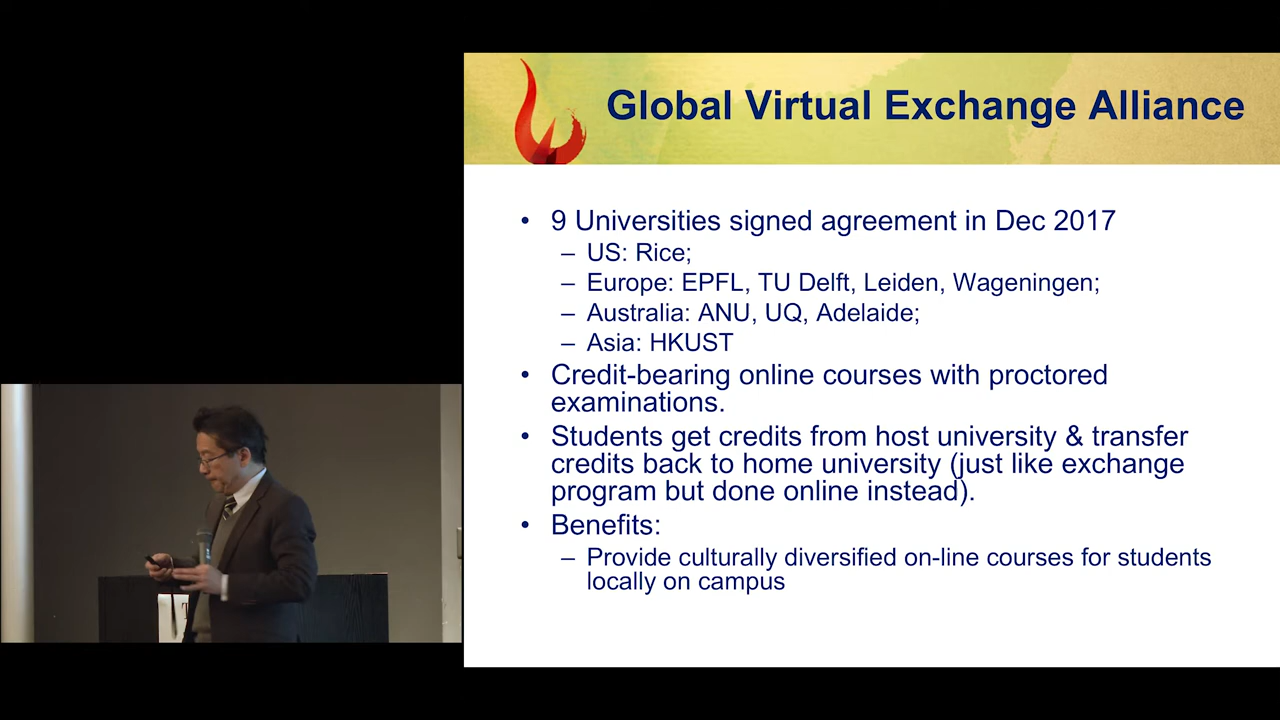 Global Virtual Exchange Alliance
• 9 Universities signed agreement in Dec 2017
– US: Rice;
– Europe: EPFL, TU Delft, Leiden, Wageningen;
– Australia: ANU, UQ, Adelaide;
– Asia: HKUST
• Credit-bearing online courses with proctored
examinations.
• Students get credits from host university & transfer
credits back to home university (just like exchange
program but done online instead).
• Benefits:
– Provide culturally diversified on-line courses for students
locally on campus